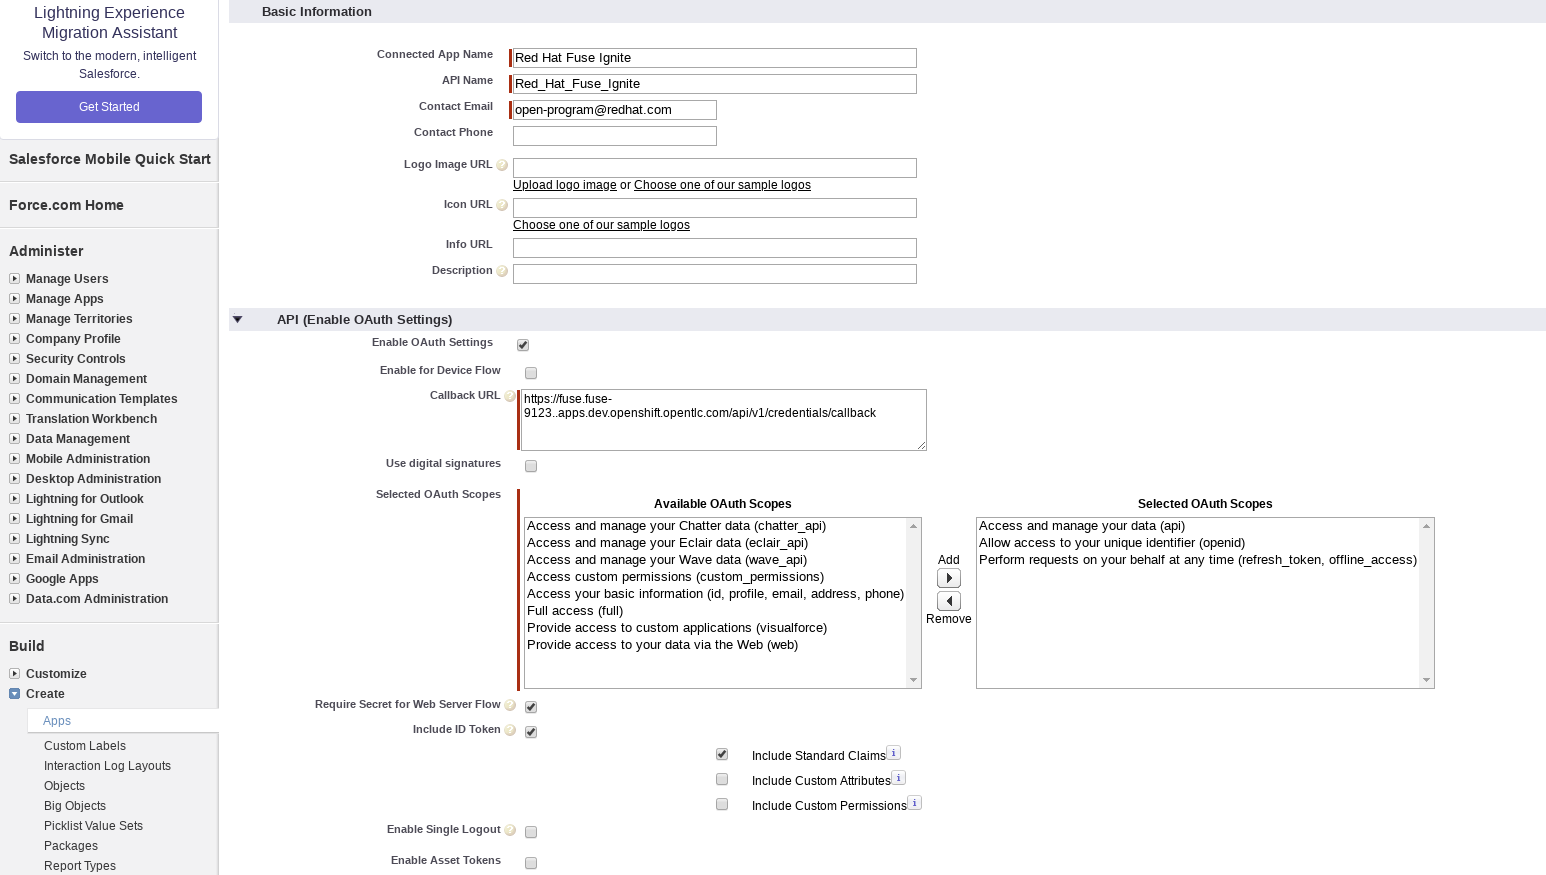 Lightning Experience
Migration Assistant
Switch to the modern, intelligent
Salesforce.
Get Started
Salesforce Mobile Quick Start
Force.com Home
Administer
Manage Users
Manage Apps
Manage Territories
Company Profile
Security Controls
Domain Management
Communication Templates
Translation Workbench
Data Management
Mobile Administration
Desktop Administration
Lightning for Outlook
Lightning for Gmail
Lightning Sync
Email Administration
Google Apps
Data.com Administration
Build
Customize
Create
Apps
Custom Labels
Interaction Log Layouts
Objects
Big Objects
Picklist Value Sets
Packages
Report Types
Basic Information
Connected App Name Red Hat Fuse Ignite
API Name Red_Hat_Fuse_Ignite
Contact Email open-program@redhat.com
Contact Phone
Logo Image URL ?
Upload logo image or Choose one of our sample logos
Icon URL ?
Choose one of our sample logos
Info URL
Description ?
API (Enable OAuth Settings)
Enable OAuth Settings
Enable for Device Flow
Callback URL ? https://fuse.fuse-
9123..apps.dev.openshift.opentlc.com/api/v1/credentials/callback
Use digital signatures
Selected OAuth Scopes
Available OAuth Scopes
Access and manage your Chatter data (chatter_api)
Access and manage your Eclair data (eclair_api)
Access and manage your Wave data (wave_api)
Access custom permissions (custom_permissions)
Access your basic information (id, profile, email, address, phone)
Full access (full)
Provide access to custom applications (visualforce)
Provide access to your data via the Web (web)
Add
Remove
Selected OAuth Scopes
Access and manage your data (api)
Allow access to your unique identifier (openid)
Perform requests on your behalf at any time (refresh_token, offline_access)
Require Secret for Web Server Flow ?
Include ID Token ?
Include Standard Claims i
Include Custom Attributes i
Include Custom Permissions i
Enable Single Logout ?
Enable Asset Tokens